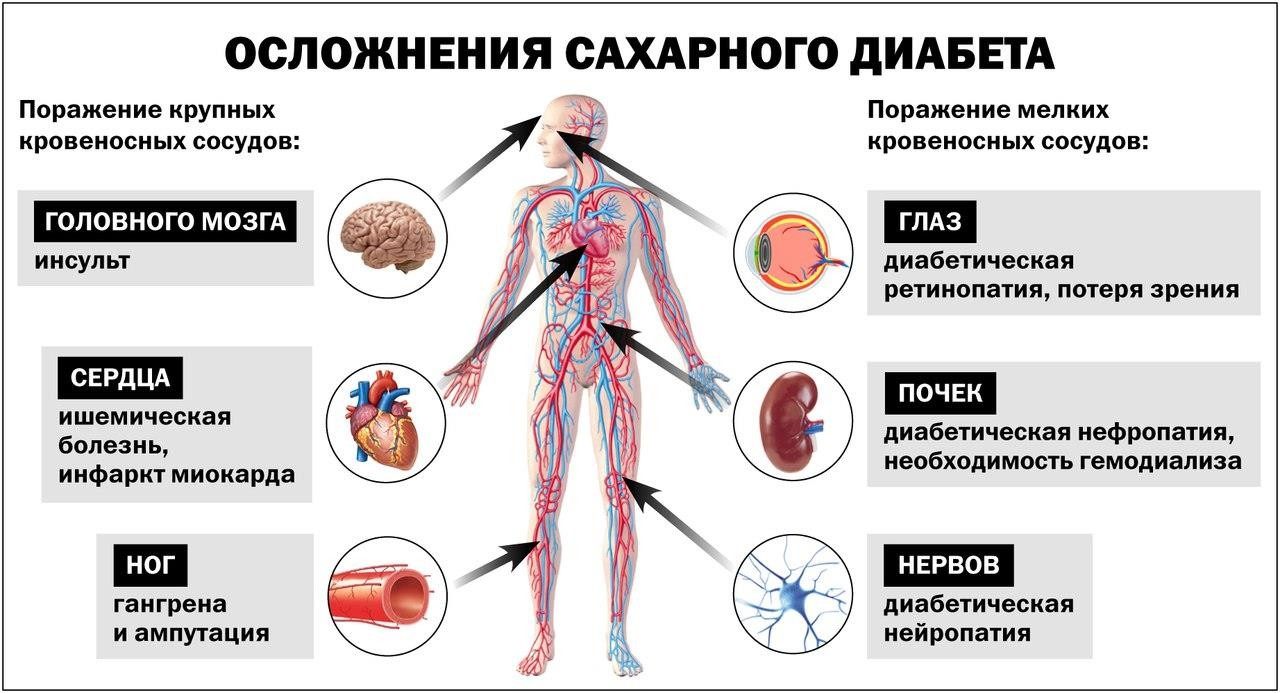 ОСЛОЖНЕНИЯ САХАРНОГО ДИАБЕТА
Поражение крупных
кровеносных сосудов:
ГОЛОВНОГО МОЗГА
инсульт
СЕРДЦА
ишемическая
болезнь,
инфаркт миокарда
НОГ
гангрена
и ампутация
Поражение мелких
кровеносных сосудов:
ГЛАЗ
диабетическая
ретинопатия, потеря зрения
ПОЧЕК
диабетическая нефропатия,
необходимость гемодиализа
НЕРВОВ
диабетическая
нейропатия